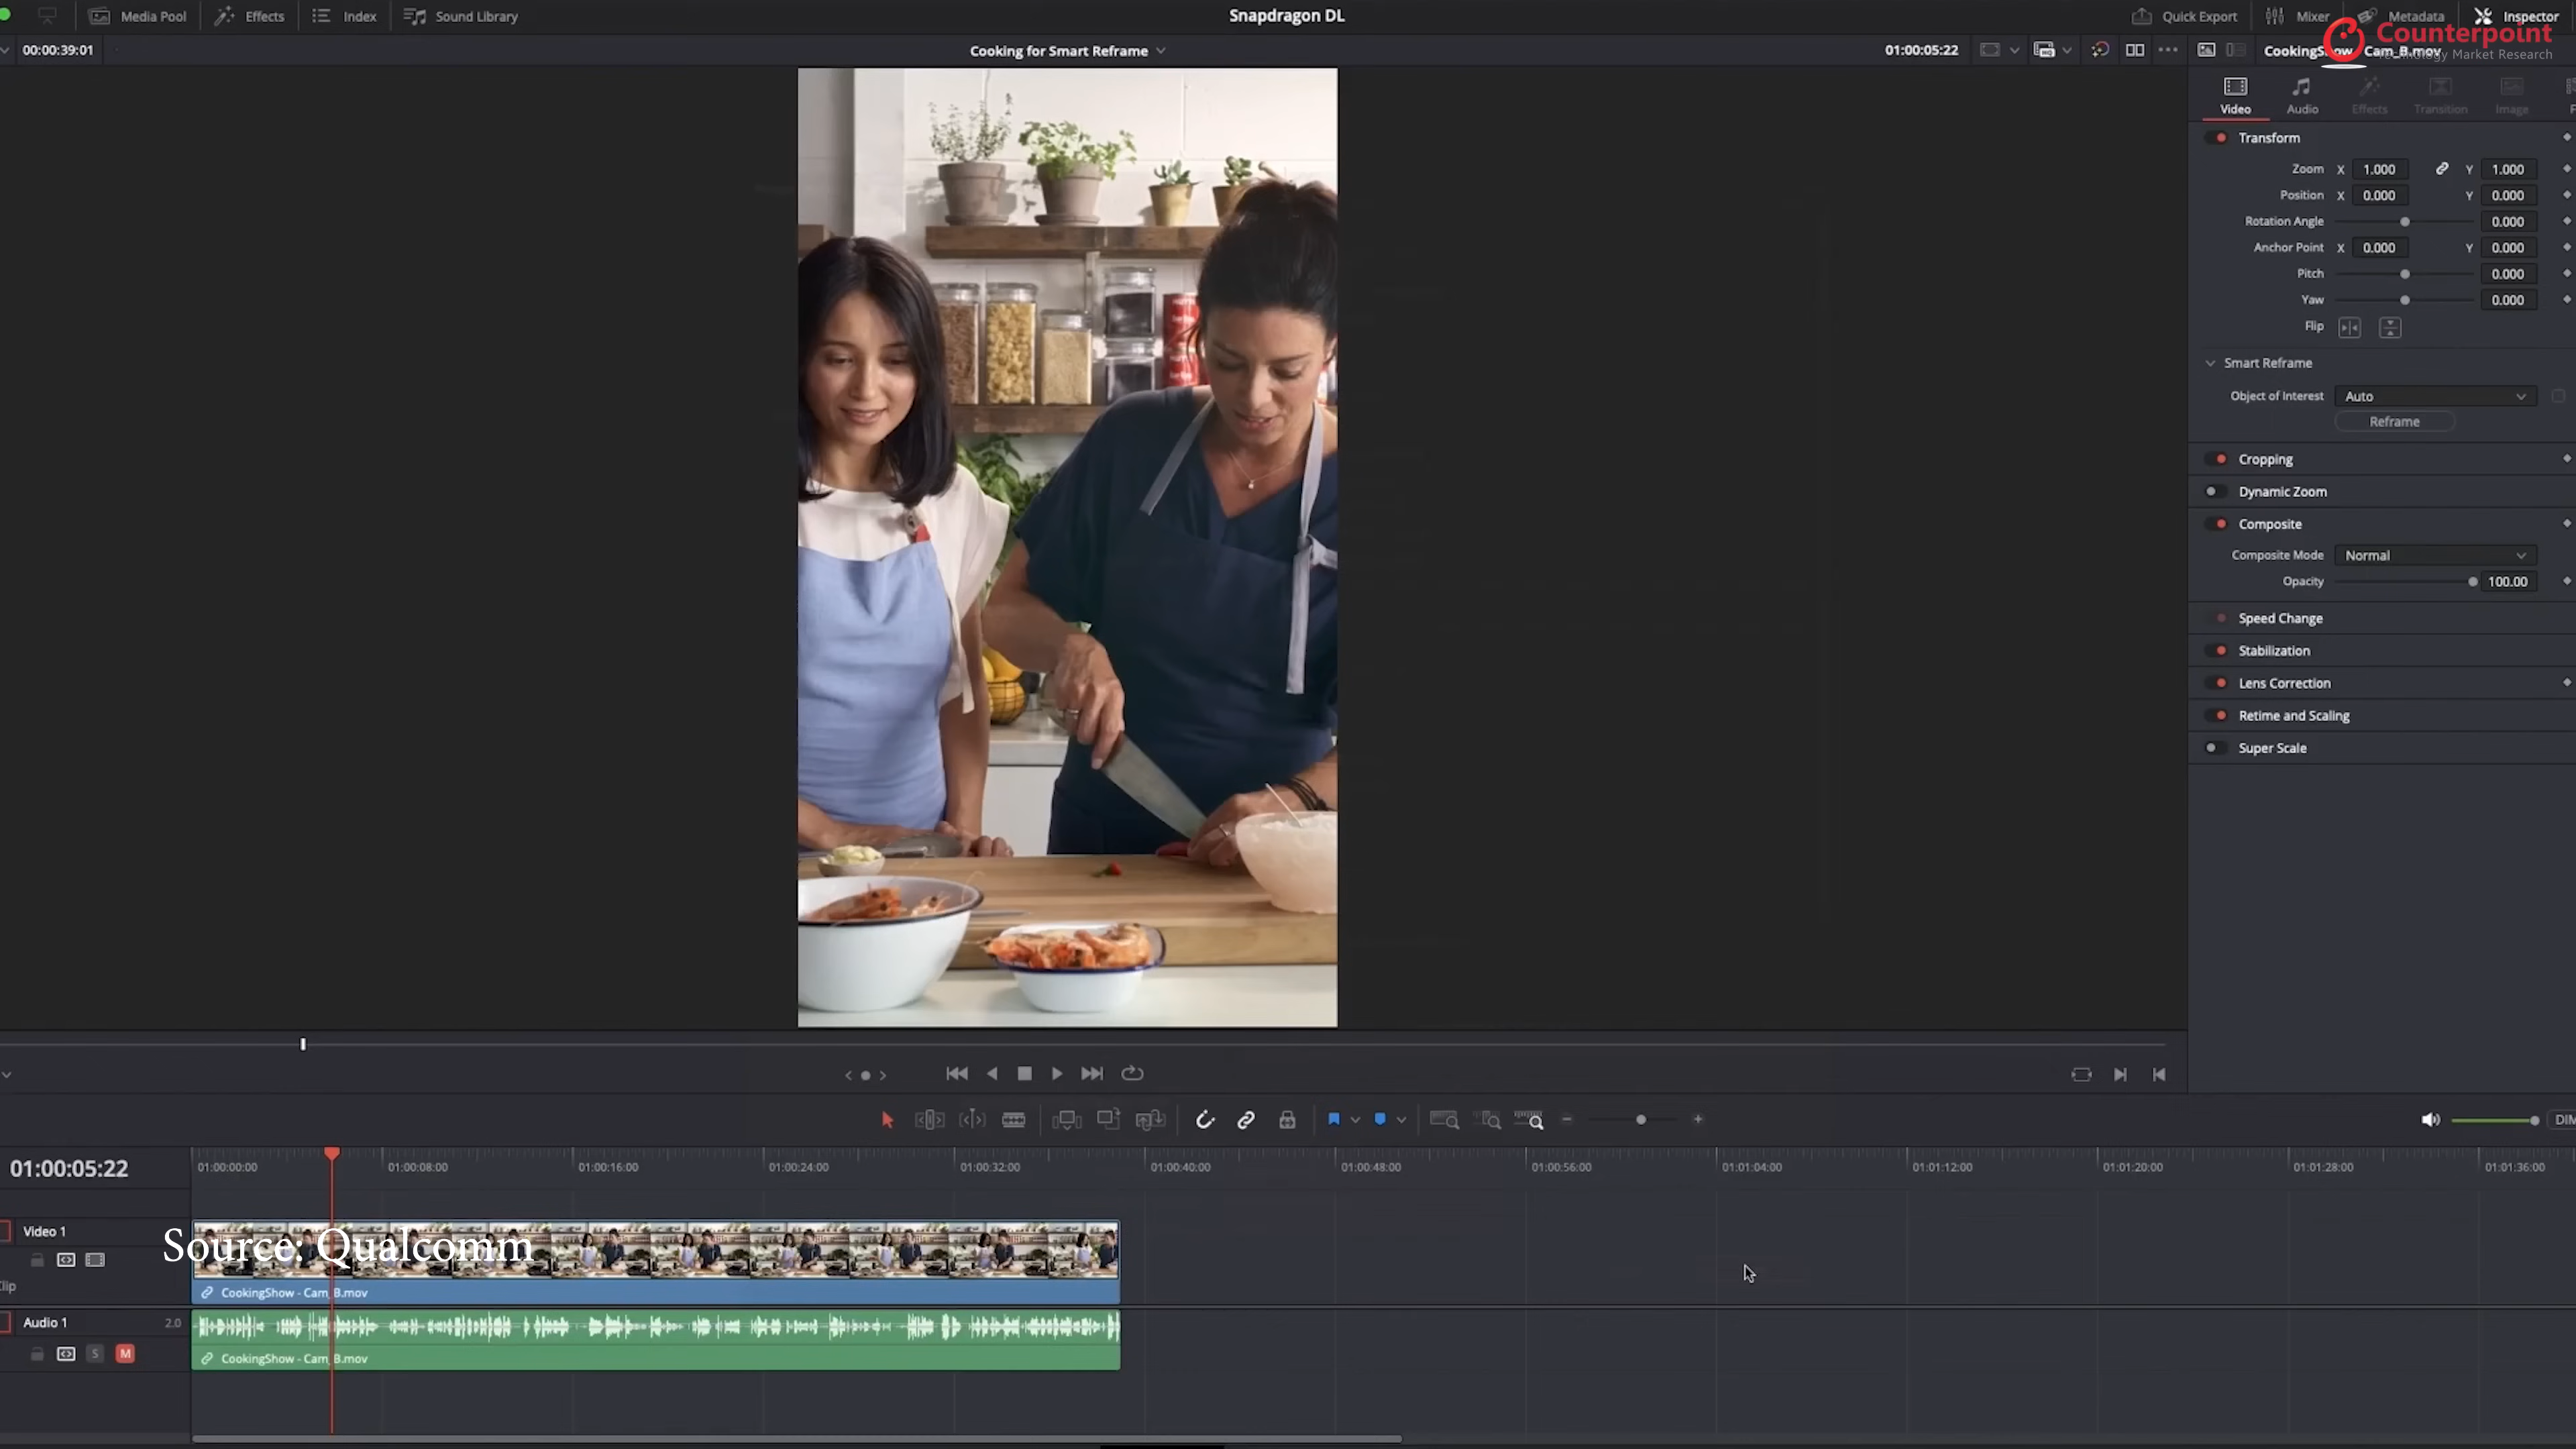 Media Pool
Effects
Index
Sound Library
Snapdragon DL
Quick Export
Mixer
Metadata
Inspector
Counterpoint
Technology Market Research
00:00:39:01
Cooking for Smart Reframe
01:00:05:22
CookingShow - Cam_B.mov
Video
Audio
Effects
Transition
Image
F
Transform
Zoom X 1.000 Y 1.000
Position X 0.000 Y 0.000
Rotation Angle 0.000
Anchor Point X 0.000 Y 0.000
Pitch 0.000
Yaw 0.000
Flip
Smart Reframe
Object of Interest Auto
Reframe
Cropping
Dynamic Zoom
Composite
Composite Mode Normal
Opacity 100.00
Speed Change
Stabilization
Lens Correction
Retime and Scaling
Super Scale
DIM
01:00:05:22
01:00:00:00
01:00:08:00
01:00:16:00
01:00:24:00
01:00:32:00
01:00:40:00
01:00:48:00
01:00:56:00
01:01:04:00
01:01:12:00
01:01:20:00
01:01:28:00
01:01:36:00
Video 1
Source: Qualcomm
lip
CookingShow - Cam_B.mov
Audio 1 2.0
S M
CookingShow - Cam_B.mov